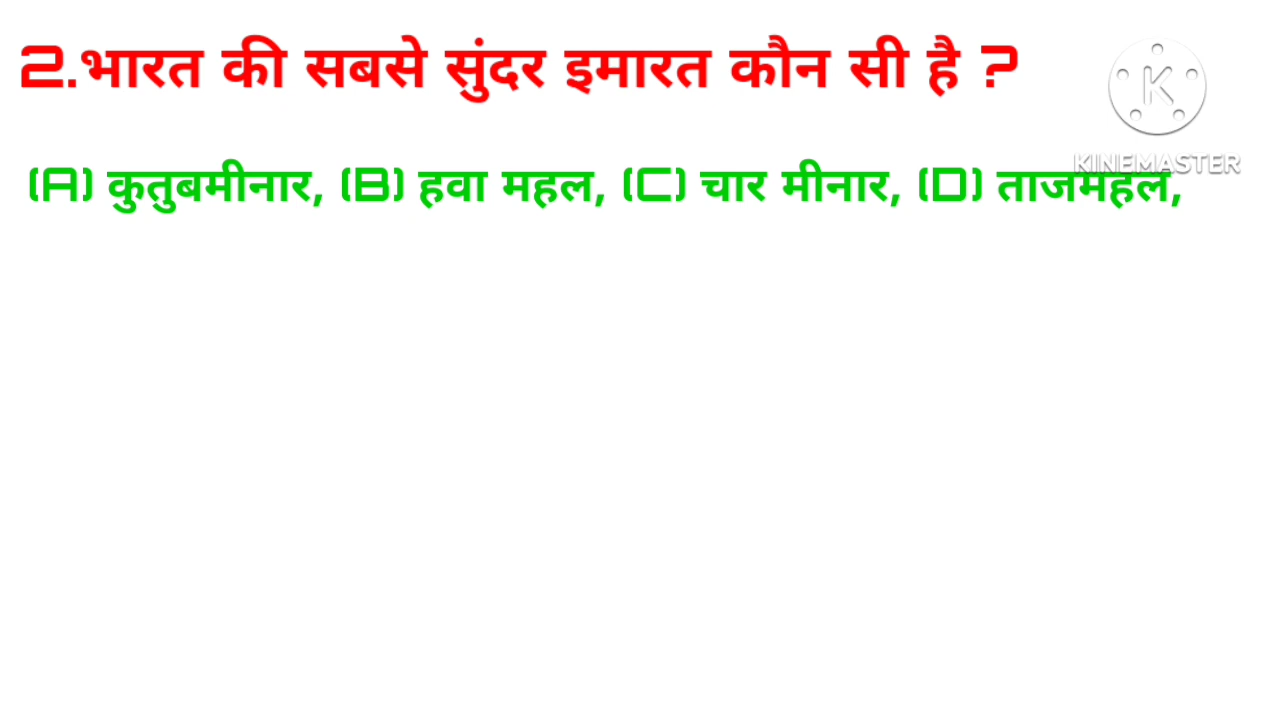 2.भारत की सबसे सुंदर इमारत कौन सी है ?
(A) कुतुबमीनार, (B) हवा महल, (C) चार मीनार, (D) ताजमहल,
K
KINEMASTER